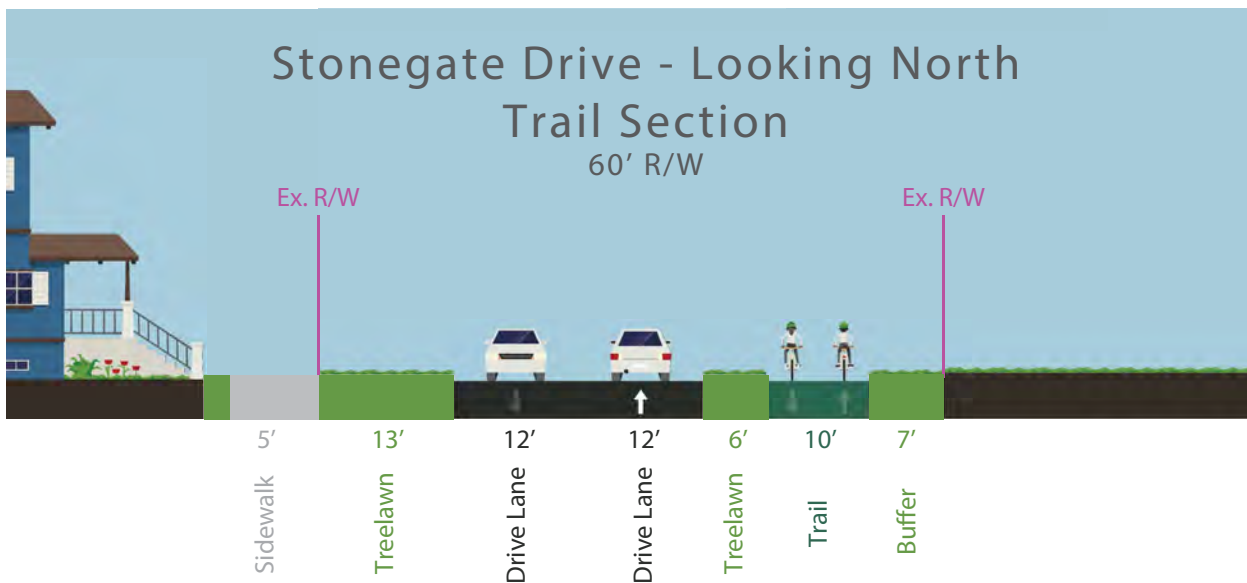 Stonegate Drive - Looking North
Trail Section
60’ R/W
Ex. R/W
Ex. R/W
5’
13’
12’
12’
6’
10’
7’
Sidewalk
Treelawn
Drive Lane
Drive Lane
Treelawn
Trail
Buffer